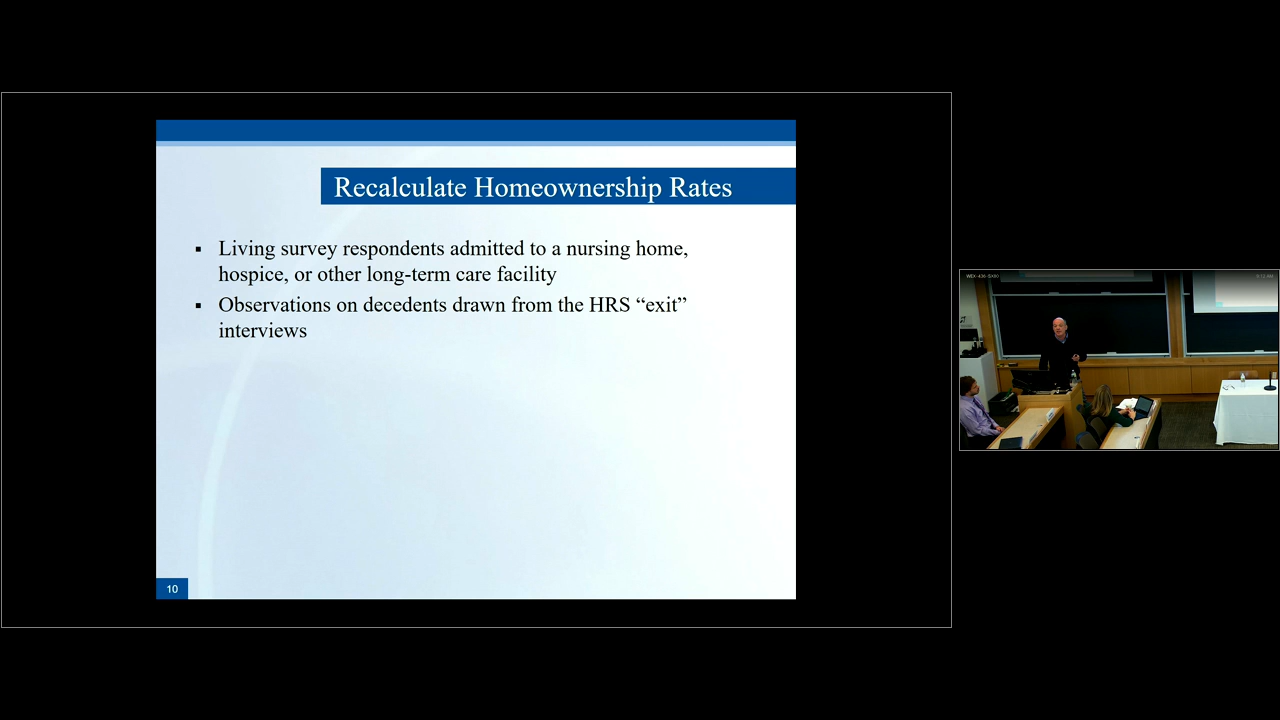 Recalculate Homeownership Rates
▪ Living survey respondents admitted to a nursing home,
hospice, or other long-term care facility
▪ Observations on decedents drawn from the HRS “exit”
interviews
10